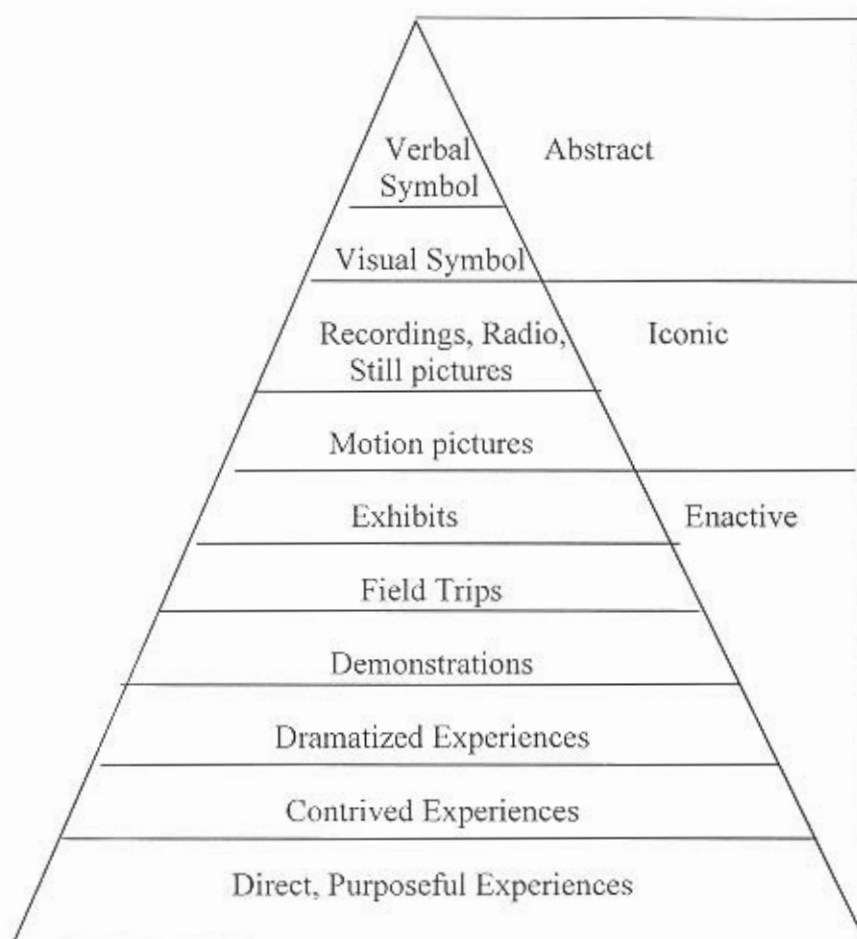 Verbal
Symbol
Abstract
Visual Symbol
Recordings, Radio,
Still pictures
Iconic
Motion pictures
Exhibits
Enactive
Field Trips
Demonstrations
Dramatized Experiences
Contrived Experiences
Direct, Purposeful Experiences